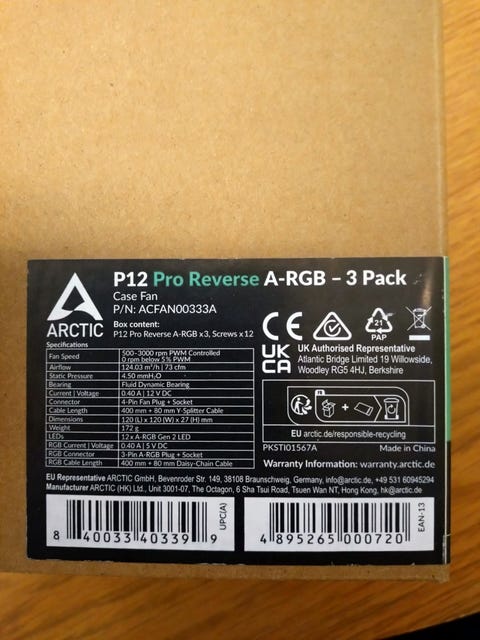 P12 Pro Reverse A-RGB – 3 Pack
Case Fan
P/N: ACFAN00333A
ARCTIC
Box content:
P12 Pro Reverse A-RGB x3, Screws x12
Specifications
Fan Speed 500–3000 rpm PWM Controlled
0 rpm below 5% PWM
Airflow 124.03 m³/h | 73 cfm
Static Pressure 4.50 mmH₂O
Bearing Fluid Dynamic Bearing
Current | Voltage 0.40 A | 12 V DC
Connector 4-Pin Fan Plug + Socket
Cable Length 400 mm + 80 mm Y-Splitter Cable
Dimensions 120 (L) x 120 (W) x 27 (H) mm
Weight 172 g
LEDs 12 x A-RGB Gen 2 LED
RGB Current | Voltage 0.40 A | 5 V DC
RGB Connector 3-Pin A-RGB Plug + Socket
RGB Cable Length 400 mm + 80 mm Daisy-Chain Cable
CE
21
PAP
UK
CA
UK Authorised Representative
Atlantic Bridge Limited 19 Willowside,
Woodley RG5 4HJ, Berkshire
FR
EU arctic.de/responsible-recycling
PKSTI01567A Made in China
Warranty Information: warranty.arctic.de
EU Representative ARCTIC GmbH, Bevenroder Str. 149, 38108 Braunschweig, Germany, info@arctic.de, +49 531 60945294
Manufacturer ARCTIC (HK) Ltd., Unit 3001-07, The Octagon, 6 Sha Tsui Road, Tsuen Wan NT, Hong Kong, hk@arctic.de
8 40033 40339 9
UPC(A)
4 895265 000720
EAN-13